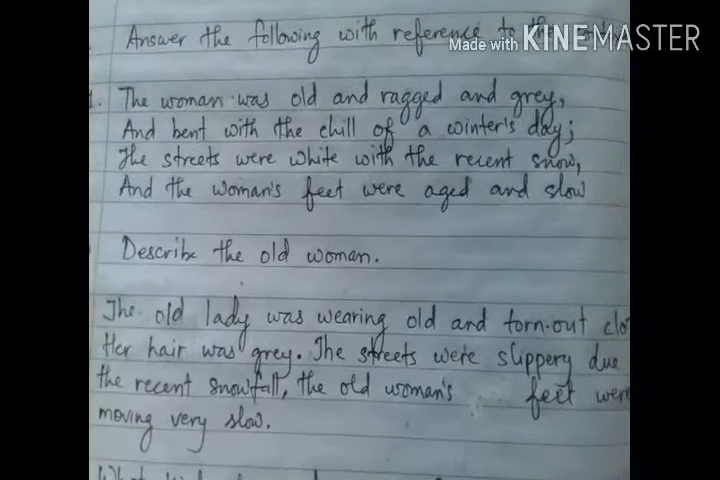 Answer the following with reference to the
Made with KINEMASTER
1. The woman was old and ragged and grey,
And bent with the chill of a winter's day;
The streets were white with the recent snow,
And the woman's feet were aged and slow
Describe the old woman.
The old lady was wearing old and torn-out clo
Her hair was grey. The streets were slippery due
the recent snowfall, the old woman's feet were
moving very slow.
What